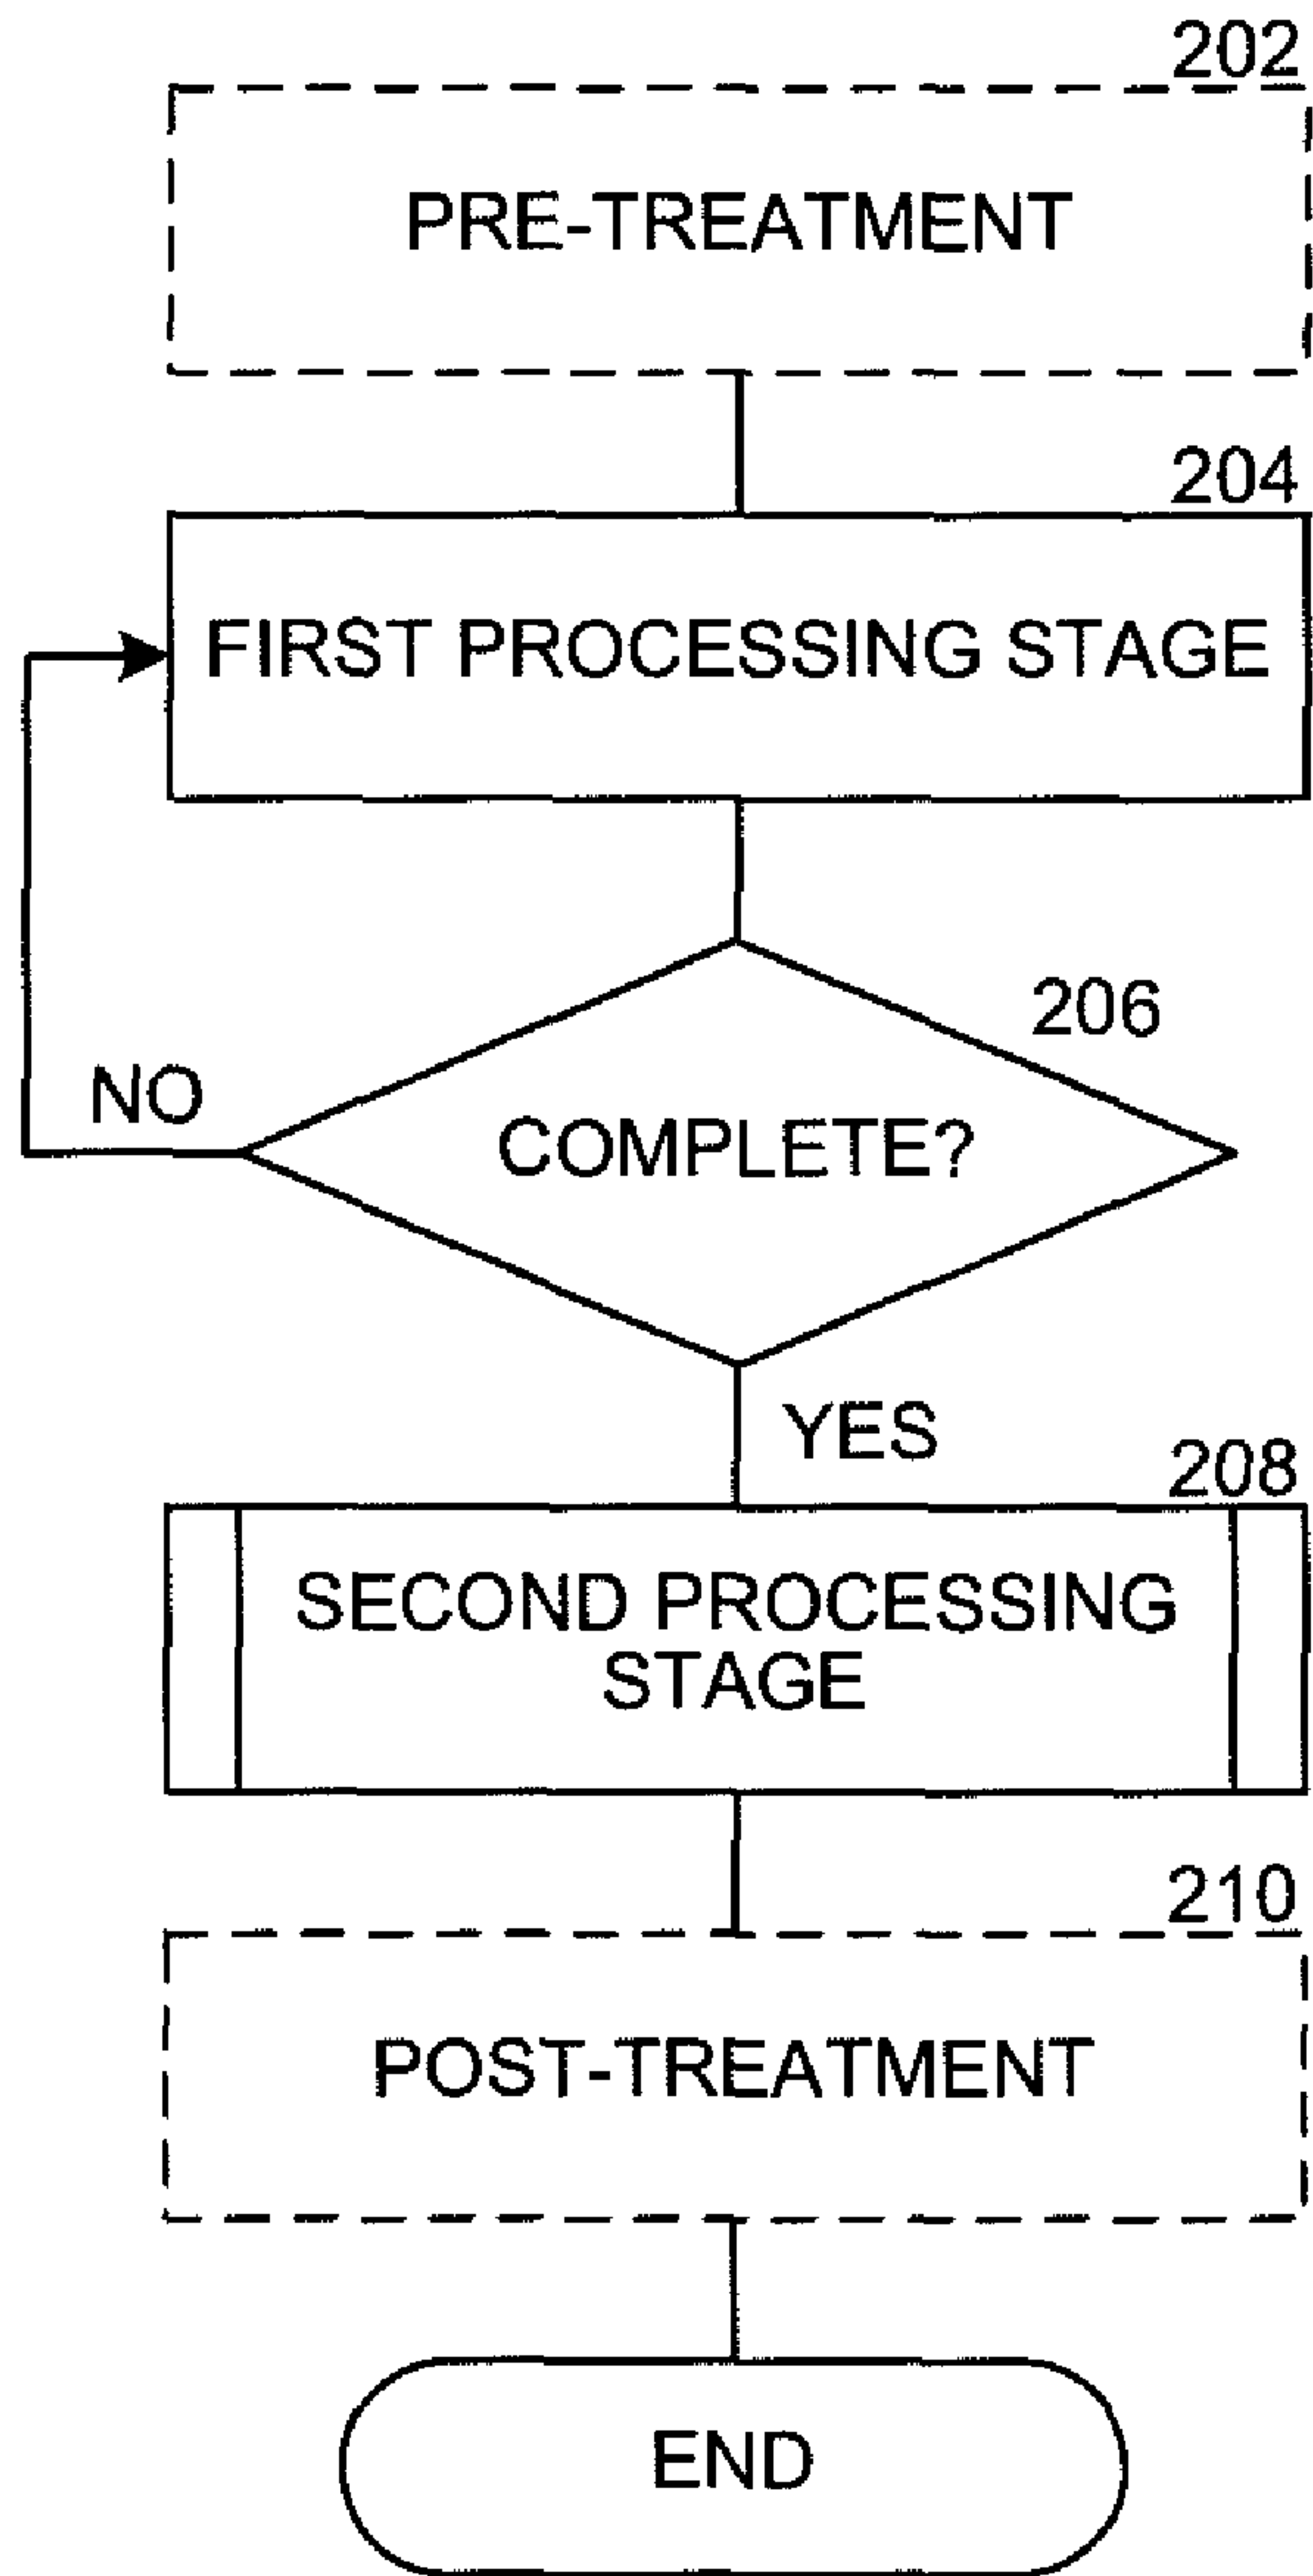 202
PRE-TREATMENT
204
FIRST PROCESSING STAGE
206
COMPLETE?
NO
YES
208
SECOND PROCESSING
STAGE
210
POST-TREATMENT
END